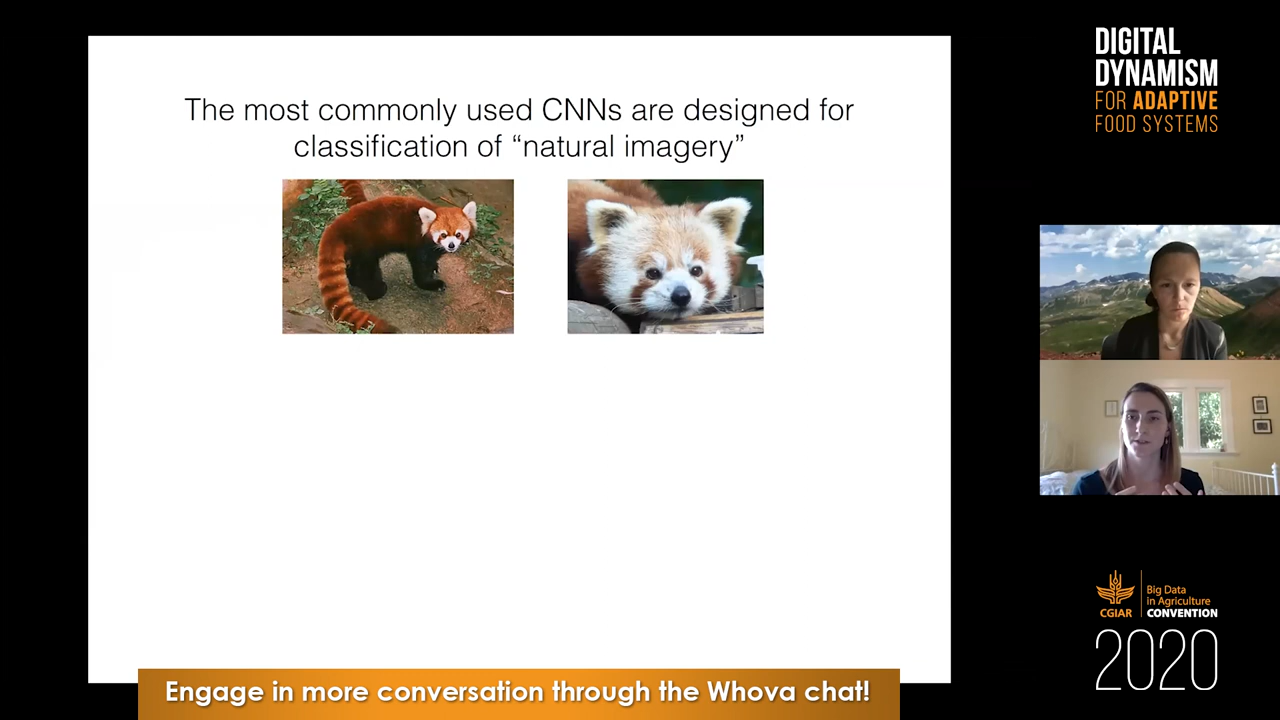 The most commonly used CNNs are designed for
classification of “natural imagery”
DIGITAL
DYNAMISM
FOR ADAPTIVE
FOOD SYSTEMS
CGIAR
Big Data
in Agriculture
CONVENTION
2020
Engage in more conversation through the Whova chat!